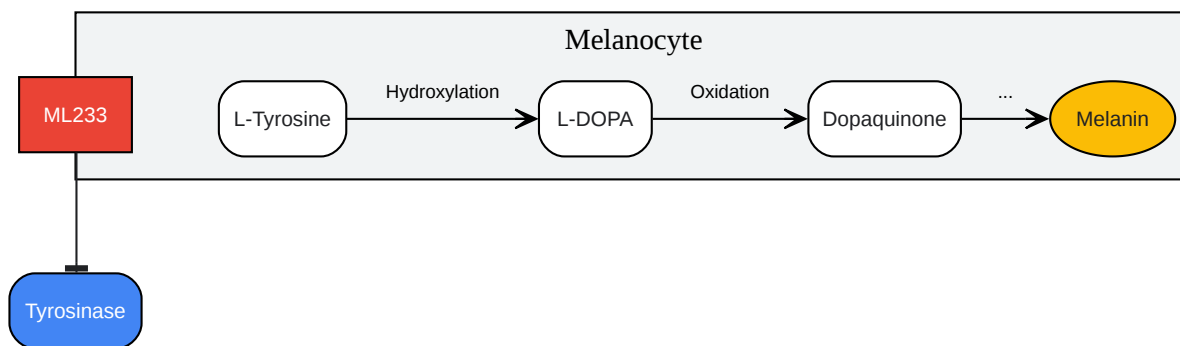 Melanocyte
Hydroxylation
Oxidation
...
ML233
L-Tyrosine
L-DOPA
Dopaquinone
Melanin
Tyrosinase